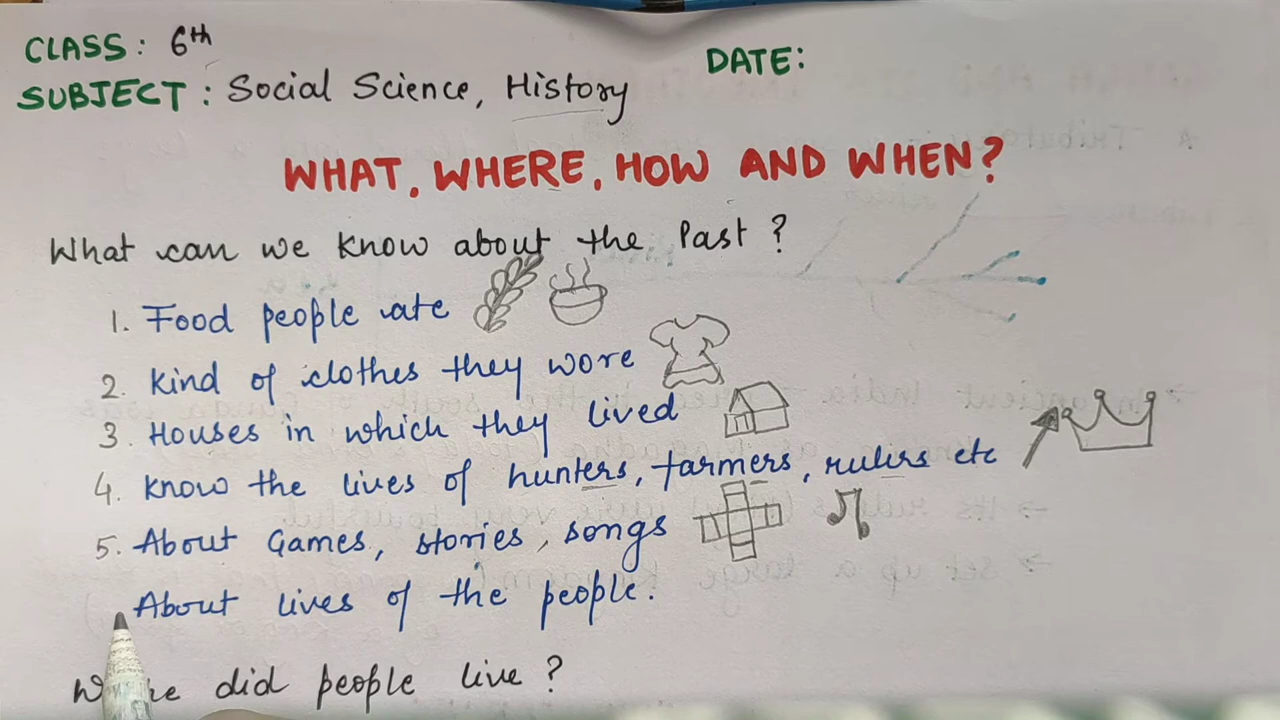 CLASS: 6th
DATE:
SUBJECT: Social Science, History
WHAT, WHERE, HOW AND WHEN?
What can we know about the Past?
1. Food people ate
2. Kind of clothes they wore
3. Houses in which they lived
4. Know the lives of hunters, farmers, rulers etc
5. About Games, stories, songs
About lives of the people.
did people live?